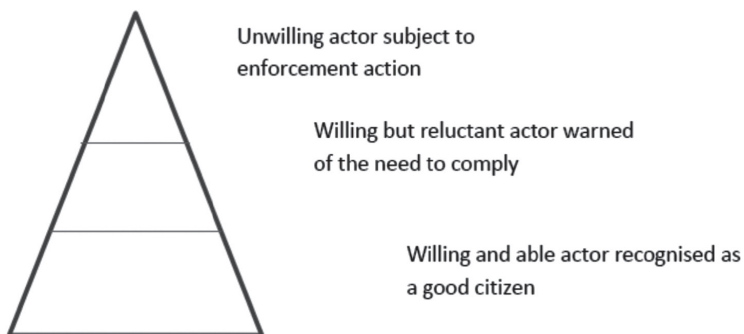 Unwilling actor subject to
enforcement action
Willing but reluctant actor warned
of the need to comply
Willing and able actor recognised as
a good citizen